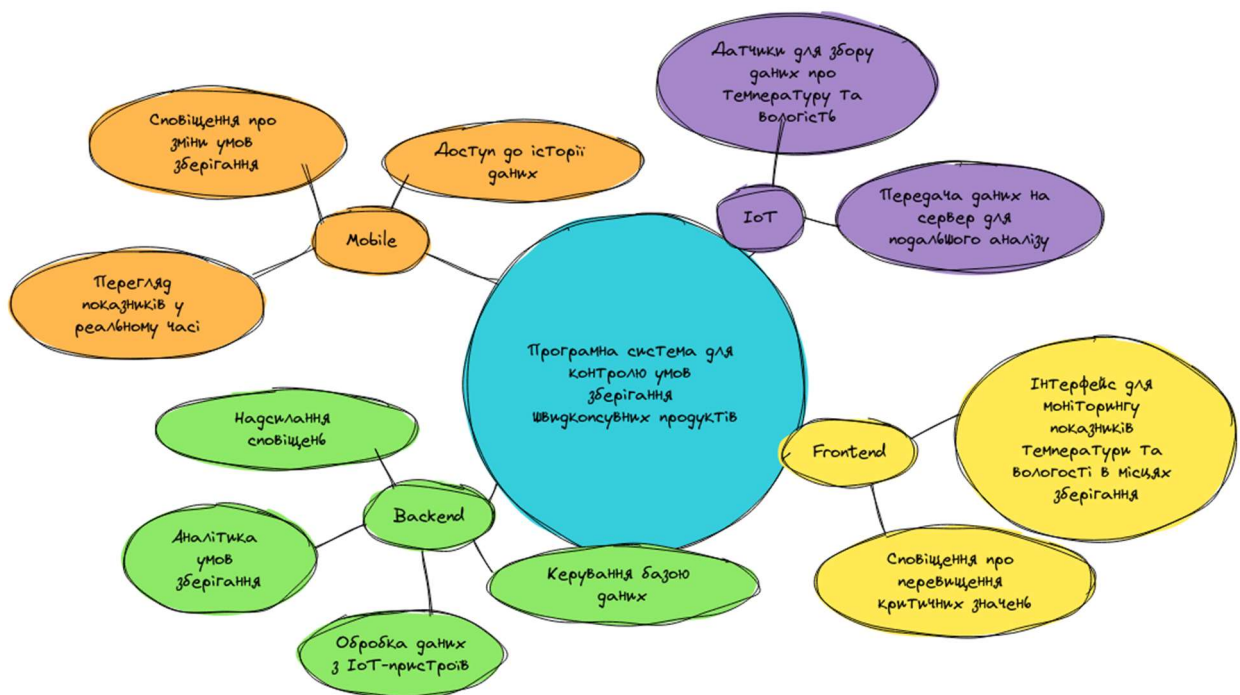 Датчики для збору
даних про
температуру та
вологість
Сповіщення про
зміни умов
зберігання
Доступ до історії
даних
Передача даних на
сервер для
подальшого аналізу
IoT
Mobile
Перегляд
показників у
реальному часі
Програмна система для
контролю умов
зберігання
швидкопсувних продуктів
Інтерфейс для
моніторингу
показників
температури та
вологості в місцях
зберігання
Frontend
Надсилання
сповіщень
Backend
Аналітика
умов
зберігання
Керування базою
даних
Сповіщення про
перевищення
критичних значень
Обробка даних
з IoT-пристроїв